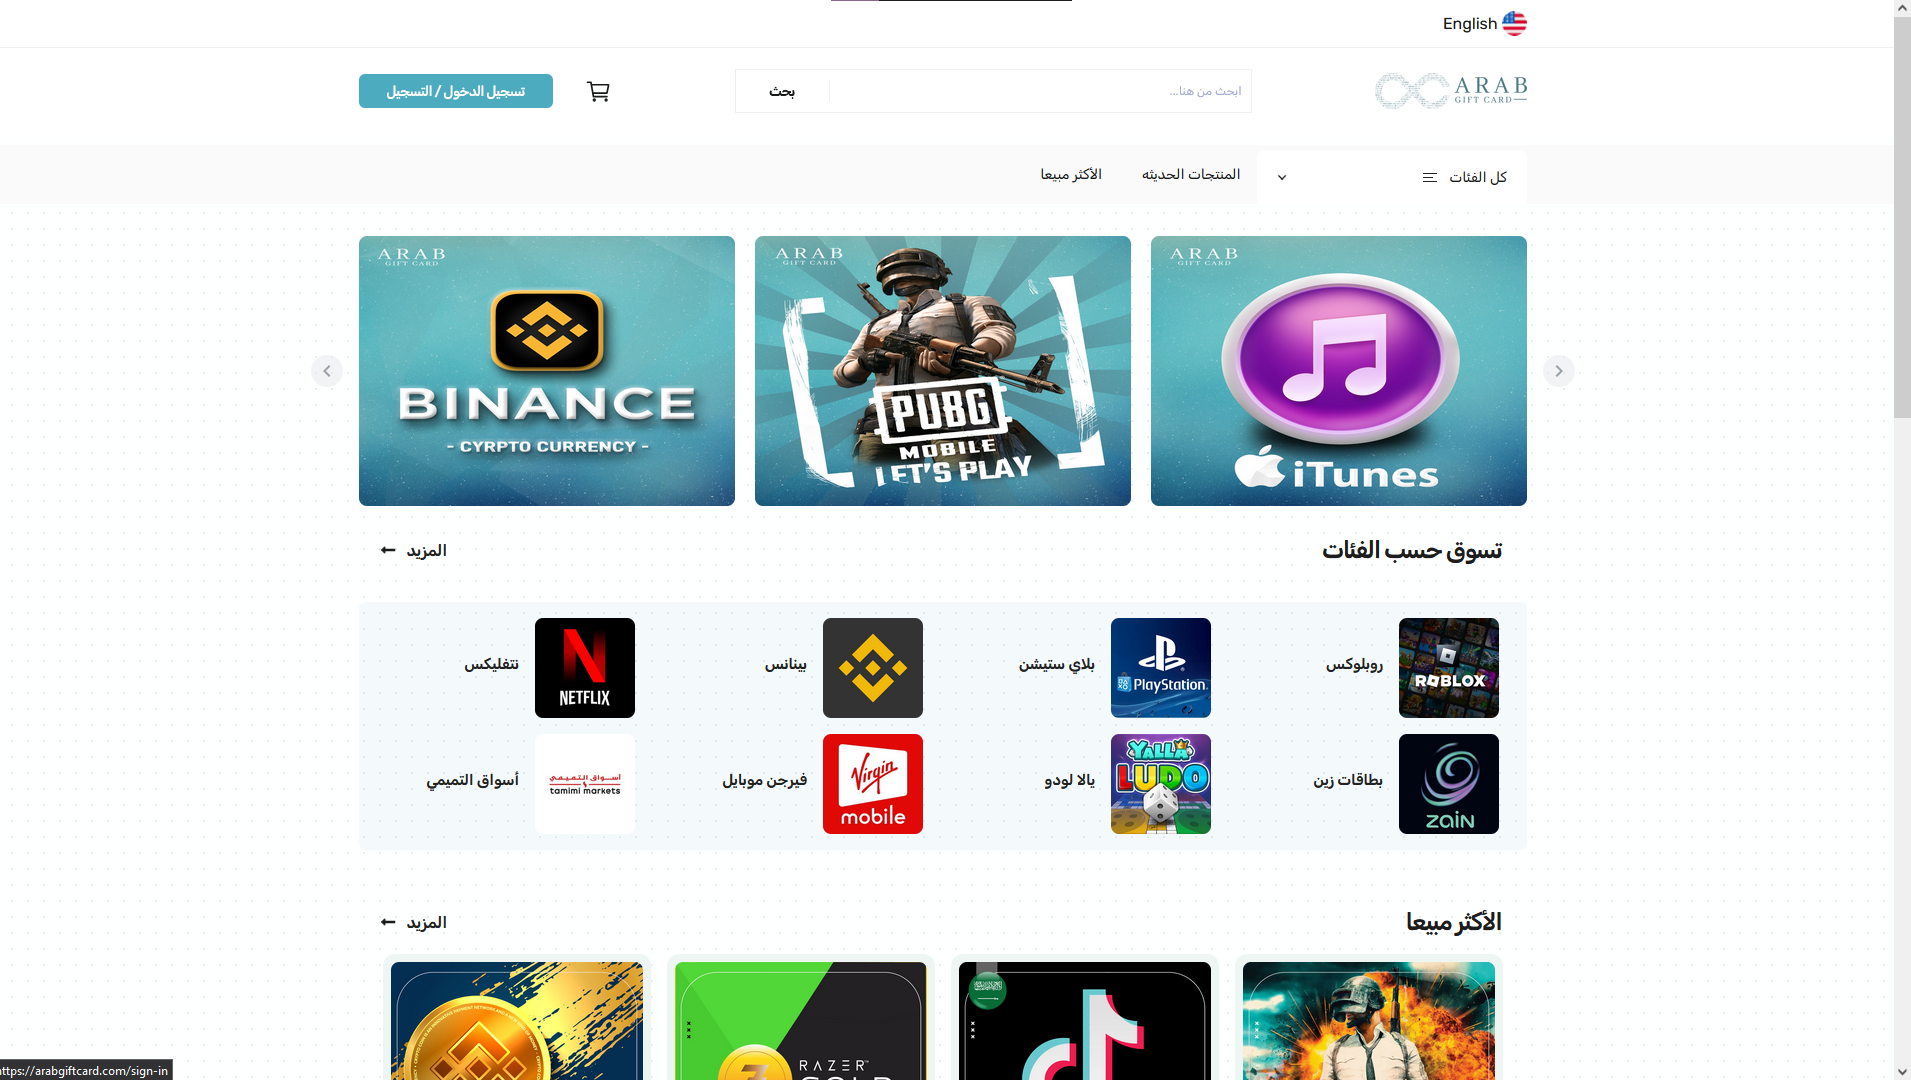 English
ARAB
GIFT CARD
ابحث من هنا...
بحث
تسجيل الدخول / التسجيل
كل الفئات
المنتجات الحديثه
الأكثر مبيعا
ARAB
GIFT CARD
iTunes
ARAB
GIFT CARD
PUBG
MOBILE
LET'S PLAY
ARAB
GIFT CARD
BINANCE
- CYRPTO CURRENCY -
تسوق حسب الفئات
المزيد
ROBLOX
روبلوكس
PlayStation
بلاي ستيشن
بينانس
NETFLIX
نتفليكس
ZAIN
بطاقات زين
YALLA
LUDO
يالا لودو
Virgin
mobile
فيرجن موبايل
أسواق التميمي
tamimi markets
أسواق التميمي
الأكثر مبيعا
المزيد
RAZER
GOLD
https://arabgiftcard.com/sign-in